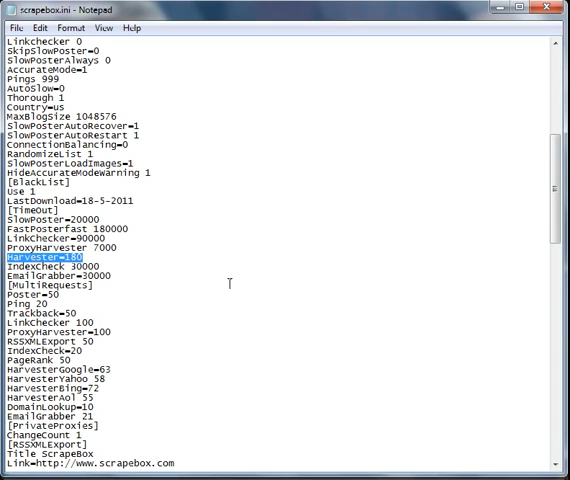 scrapebox.ini - Notepad
File Edit Format View Help
Linkchecker 0
SkipSlowPoster=0
SlowPosterAlways 0
AccurateMode=1
Pings 999
AutoSlow=0
Thorough 1
Country=us
MaxBlogSize 1048576
SlowPosterAutoRecover=1
SlowPosterAutoRestart 1
ConnectionBalancing=0
RandomizeList 1
SlowPosterLoadImages=1
HideAccurateModeWarning 1
[BlackList]
Use 1
LastDownload=18-5-2011
[TimeOut]
SlowPoster=20000
FastPosterfast 180000
LinkChecker=90000
ProxyHarvester 7000
Harvester=180
IndexCheck 30000
EmailGrabber=30000
[MultiRequests]
Poster=50
Ping 20
Trackback=50
LinkChecker 100
ProxyHarvester=100
RSSXMLExport 50
IndexCheck=20
PageRank 50
HarvesterGoogle=63
HarvesterYahoo 58
HarvesterBing=72
HarvesterAol 55
DomainLookup=10
EmailGrabber 21
[PrivateProxies]
ChangeCount 1
[RSSXMLExport]
Title ScrapeBox
Link=http://www.scrapebox.com